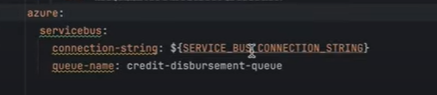 azure:
servicebus:
connection-string: ${SERVICE_BUS_CONNECTION_STRING}
queue-name: credit-disbursement-queue